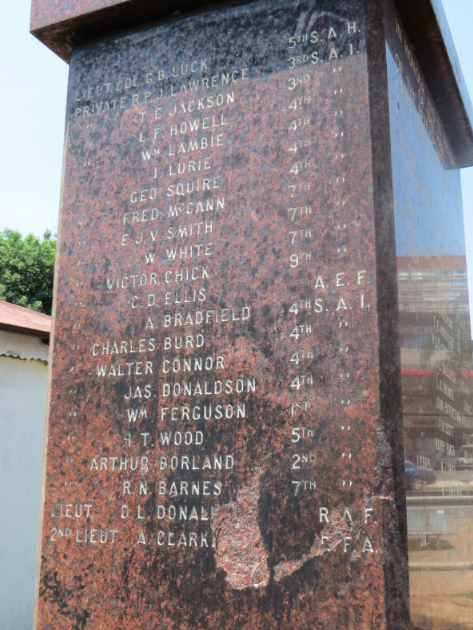 LIEUT. COL. G.B. LUCK 5TH S.A.H.
PRIVATE R.P.J. LAWRENCE 3RD S.A.I.
" T.E. JACKSON 3RD "
" L.F. HOWELL 4TH "
" WM LAMBIE 4TH "
" I. LURIE 4TH "
" GEO SQUIRE 4TH "
" FRED MCCANN 7TH "
" E.J.V. SMITH 7TH "
" W. WHITE 7TH "
" VICTOR CHICK 9TH "
" C.D. ELLIS A.E.F.
" A. BRADFIELD 4TH S.A.I.
" CHARLES BURD 4TH "
" WALTER CONNOR 4TH "
" JAS. DONALDSON 4TH "
" WM FERGUSON 1ST "
" H.T. WOOD 5TH "
" ARTHUR BORLAND 2ND "
" R.N. BARNES 7TH "
LIEUT. D.L. DONAL R.A.F.
2ND LIEUT. A. CLARK F.A.